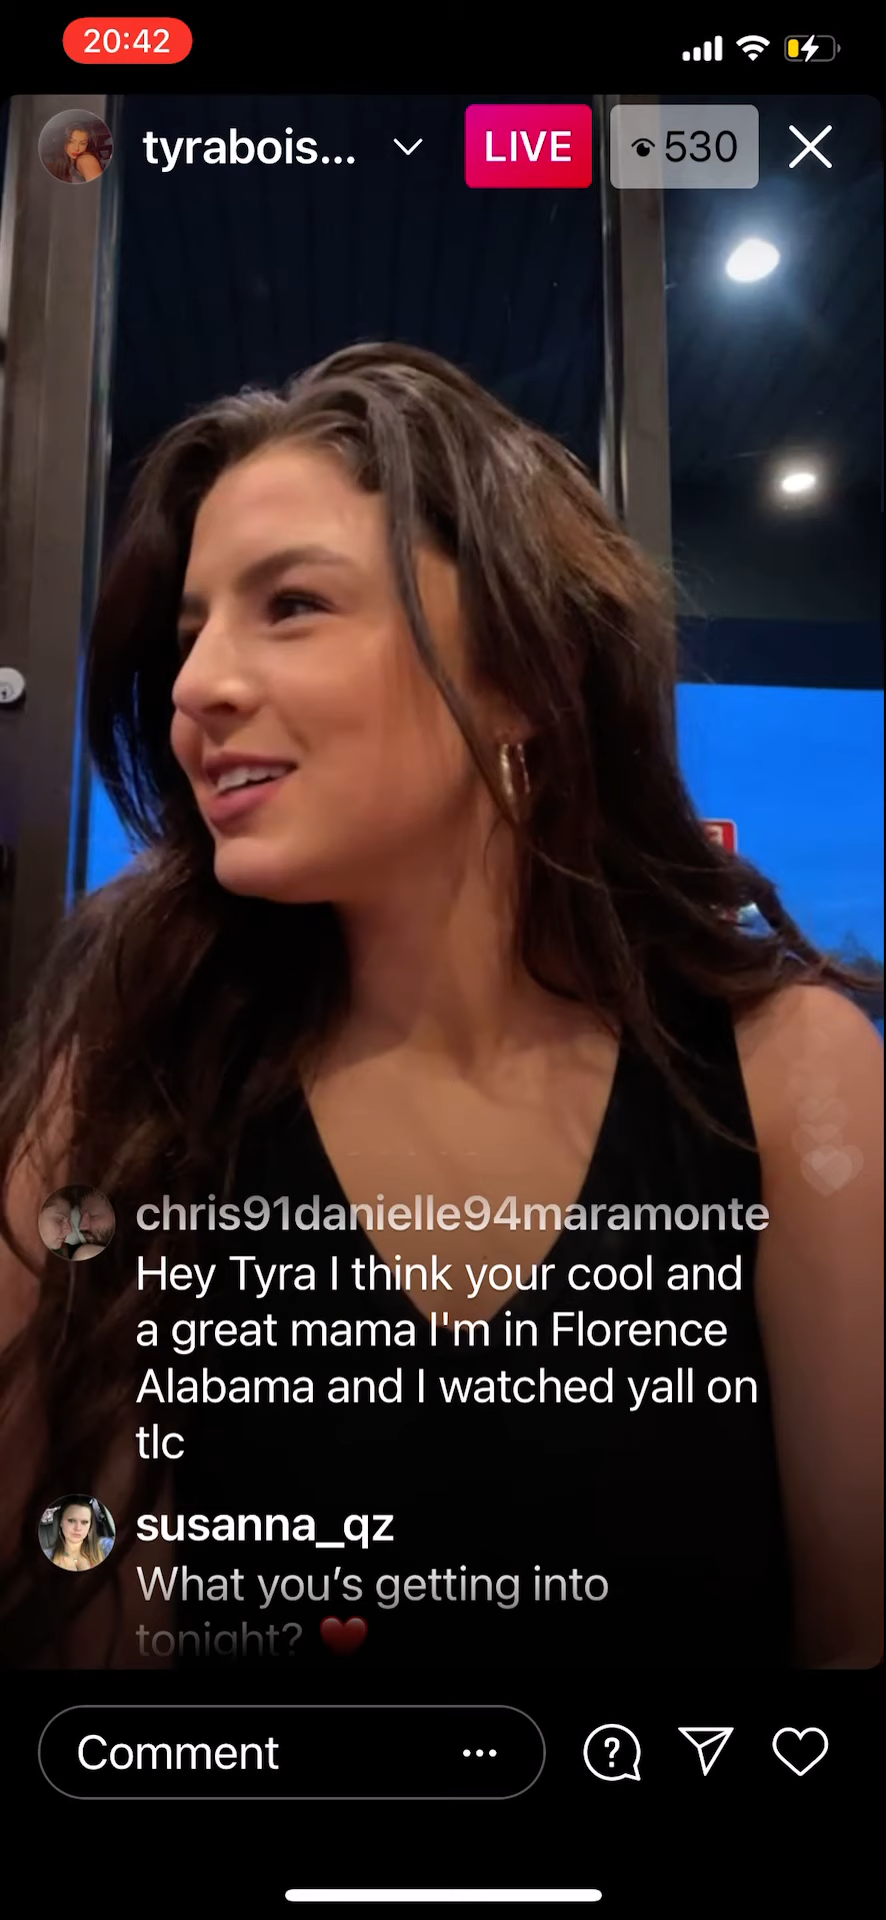 20:42
tyrabois...
LIVE
530
chris91danielle94maramonte
Hey Tyra I think your cool and
a great mama I'm in Florence
Alabama and I watched yall on
tlc
susanna_qz
What you’s getting into
tonight? ❤️
Comment ...
?